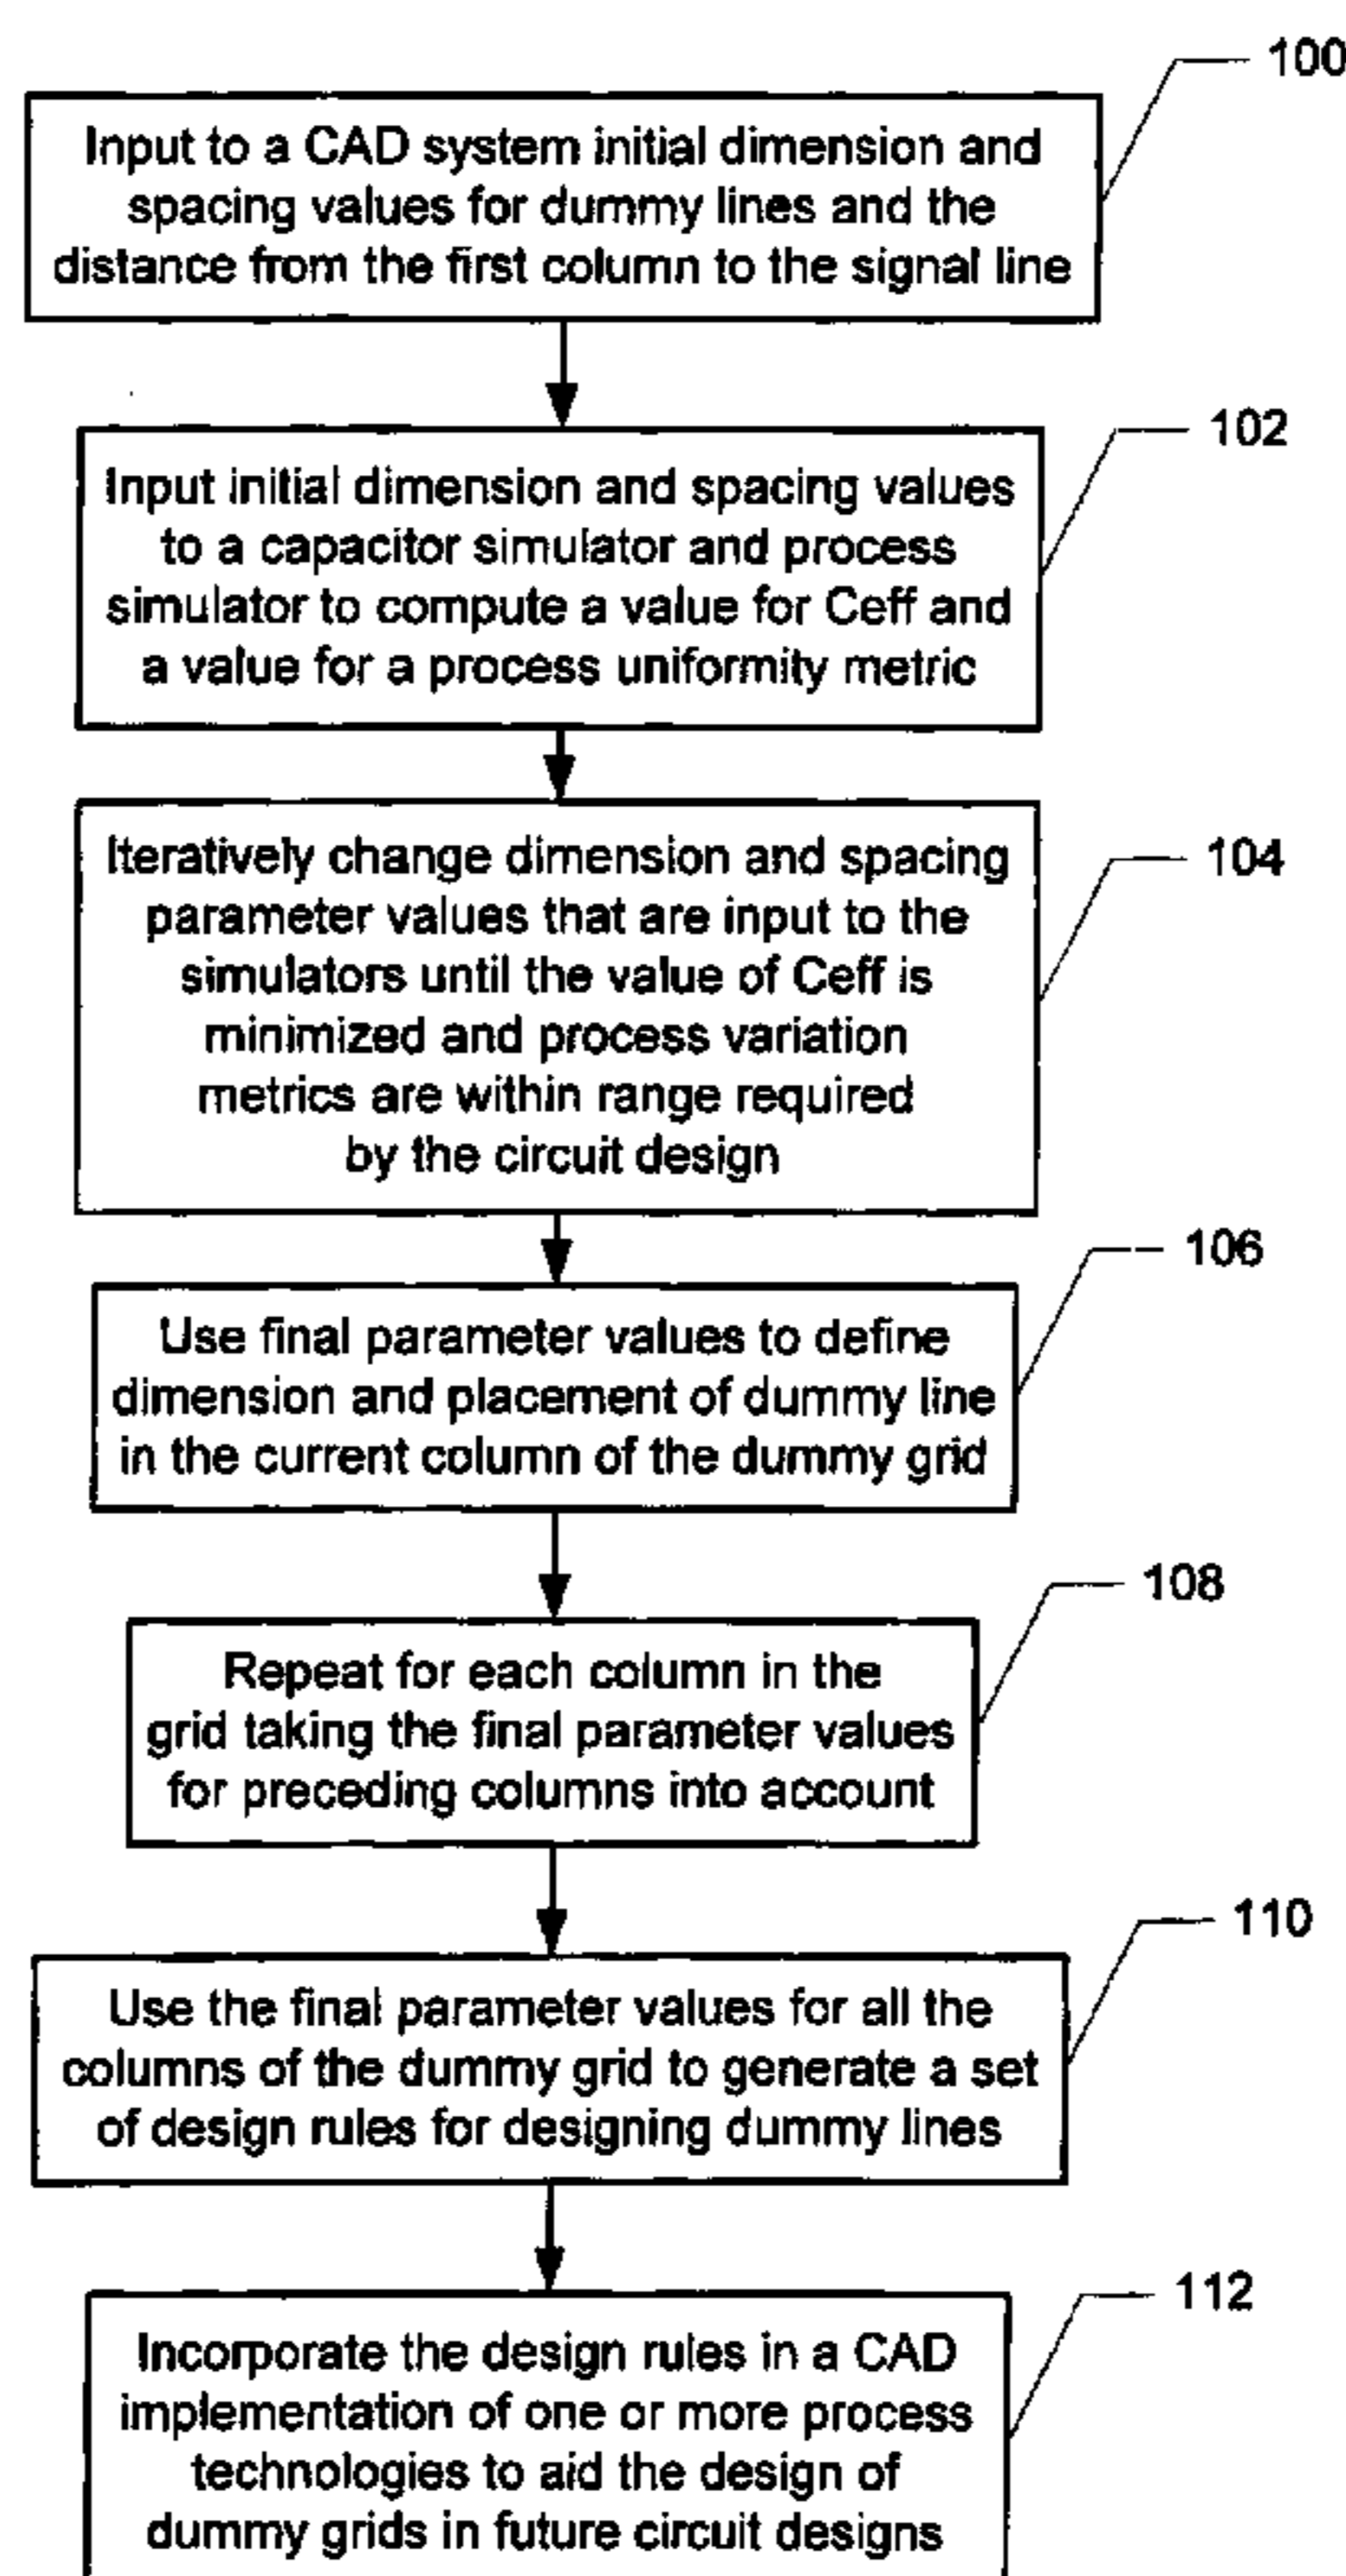 100
Input to a CAD system initial dimension and
spacing values for dummy lines and the
distance from the first column to the signal line
102
Input initial dimension and spacing values
to a capacitor simulator and process
simulator to compute a value for Ceff and
a value for a process uniformity metric
104
Iteratively change dimension and spacing
parameter values that are input to the
simulators until the value of Ceff is
minimized and process variation
metrics are within range required
by the circuit design
106
Use final parameter values to define
dimension and placement of dummy line
in the current column of the dummy grid
108
Repeat for each column in the
grid taking the final parameter values
for preceding columns into account
110
Use the final parameter values for all the
columns of the dummy grid to generate a set
of design rules for designing dummy lines
112
Incorporate the design rules in a CAD
implementation of one or more process
technologies to aid the design of
dummy grids in future circuit designs